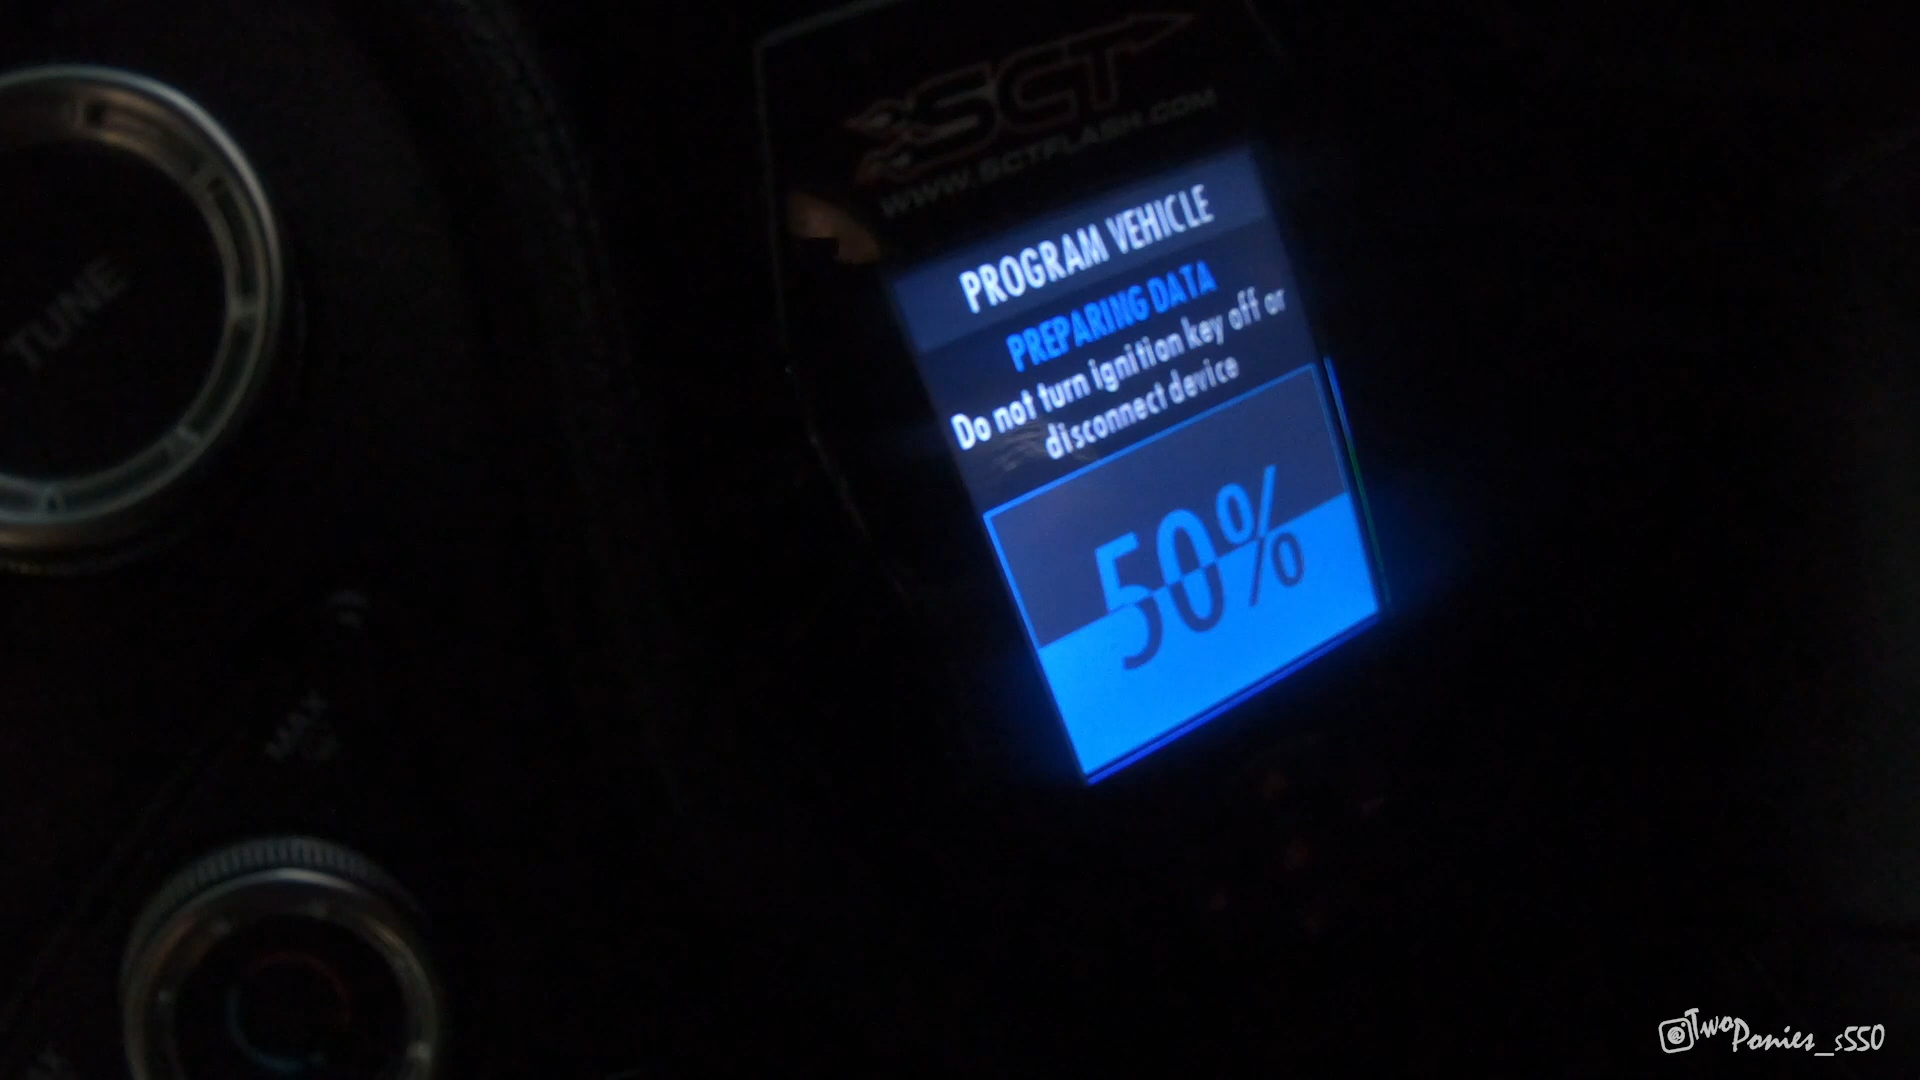 SCT
WWW.SCTFLASH.COM
PROGRAM VEHICLE
PREPARING DATA
Do not turn ignition key off or
disconnect device
50%
TUNE
MAX
TwoPonies_s550